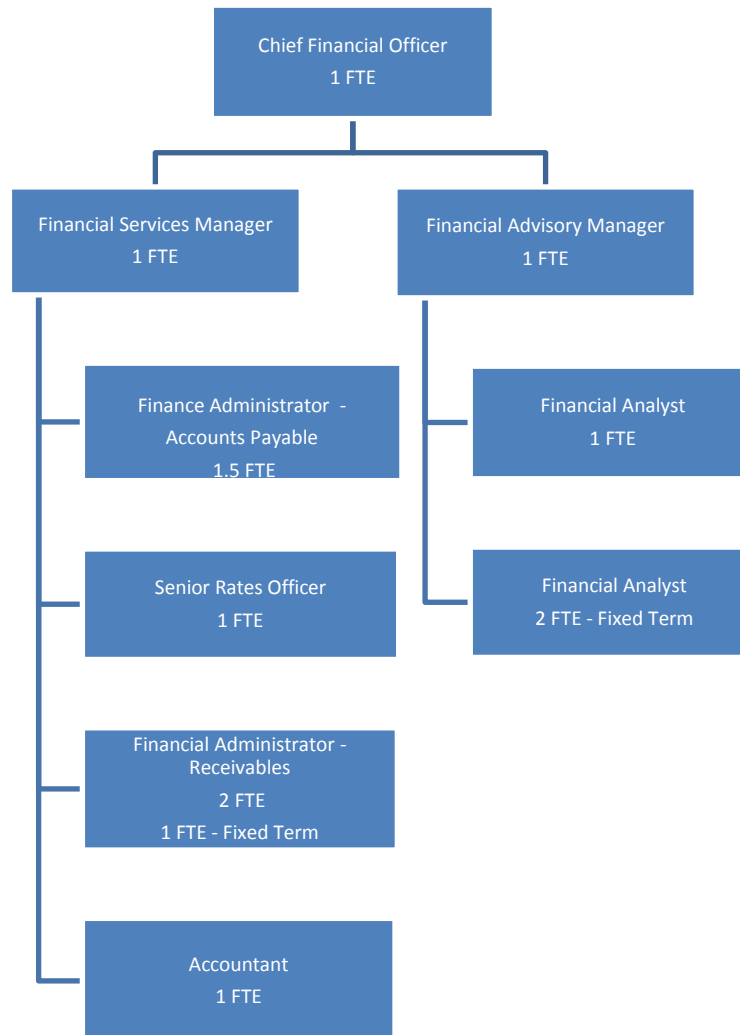 Chief Financial Officer
1 FTE
Financial Services Manager
1 FTE
Financial Advisory Manager
1 FTE
Finance Administrator -
Accounts Payable
1.5 FTE
Financial Analyst
1 FTE
Senior Rates Officer
1 FTE
Financial Analyst
2 FTE - Fixed Term
Financial Administrator -
Receivables
2 FTE
1 FTE - Fixed Term
Accountant
1 FTE